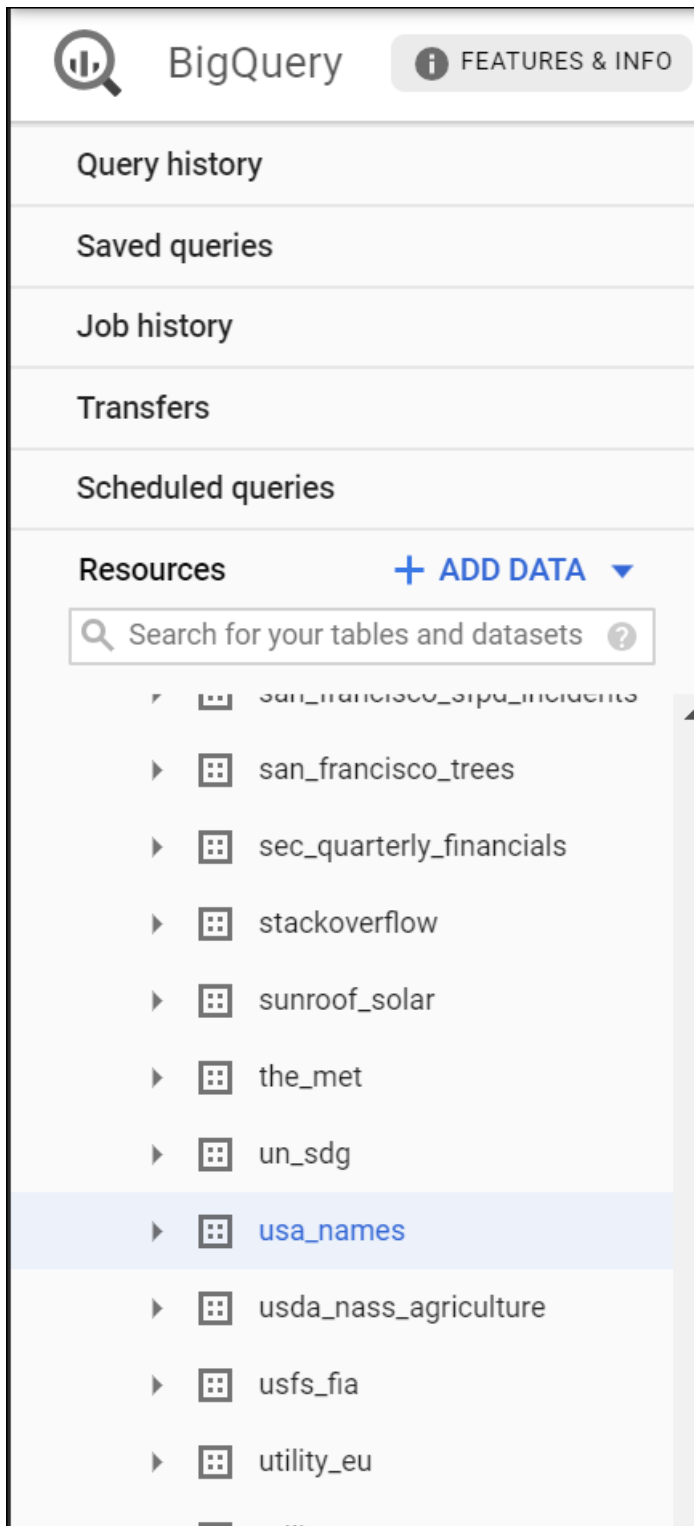 BigQuery FEATURES & INFO
Query history
Saved queries
Job history
Transfers
Scheduled queries
Resources + ADD DATA
Search for your tables and datasets
san_francisco_sfpd_incidents
san_francisco_trees
sec_quarterly_financials
stackoverflow
sunroof_solar
the_met
un_sdg
usa_names
usda_nass_agriculture
usfs_fia
utility_eu